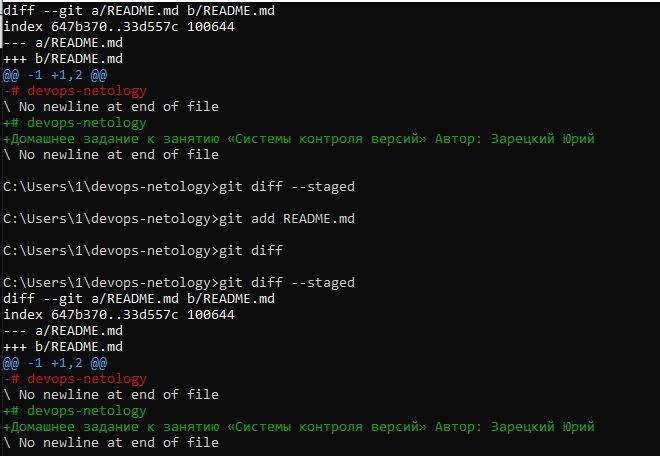 diff --git a/README.md b/README.md
index 647b370..33d557c 100644
--- a/README.md
+++ b/README.md
@@ -1 +1,2 @@
-# devops-netology
\ No newline at end of file
+# devops-netology
+Домашнее задание к занятию «Системы контроля версий» Автор: Зарецкий Юрий
\ No newline at end of file
C:\Users\1\devops-netology>git diff --staged
C:\Users\1\devops-netology>git add README.md
C:\Users\1\devops-netology>git diff
C:\Users\1\devops-netology>git diff --staged
diff --git a/README.md b/README.md
index 647b370..33d557c 100644
--- a/README.md
+++ b/README.md
@@ -1 +1,2 @@
-# devops-netology
\ No newline at end of file
+# devops-netology
+Домашнее задание к занятию «Системы контроля версий» Автор: Зарецкий Юрий
\ No newline at end of file